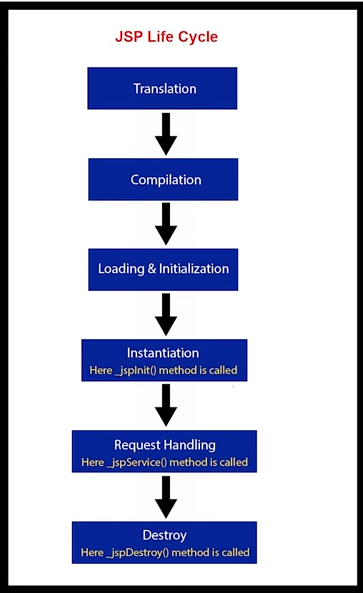 JSP Life Cycle
Translation
Compilation
Loading & Initialization
Instantiation
Here _jspInit() method is called
Request Handling
Here _jspService() method is called
Destroy
Here _jspDestroy() method is called